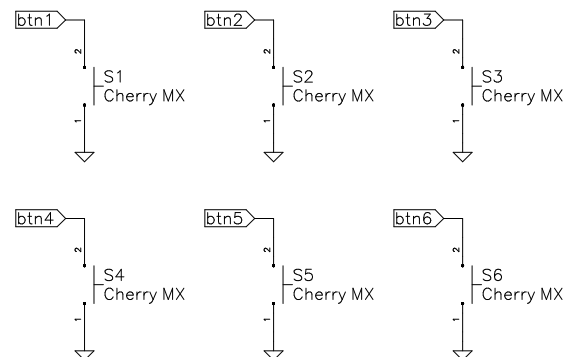 btn1
2
S1
Cherry MX
1
btn2
2
S2
Cherry MX
1
btn3
2
S3
Cherry MX
1
btn4
2
S4
Cherry MX
1
btn5
2
S5
Cherry MX
1
btn6
2
S6
Cherry MX
1